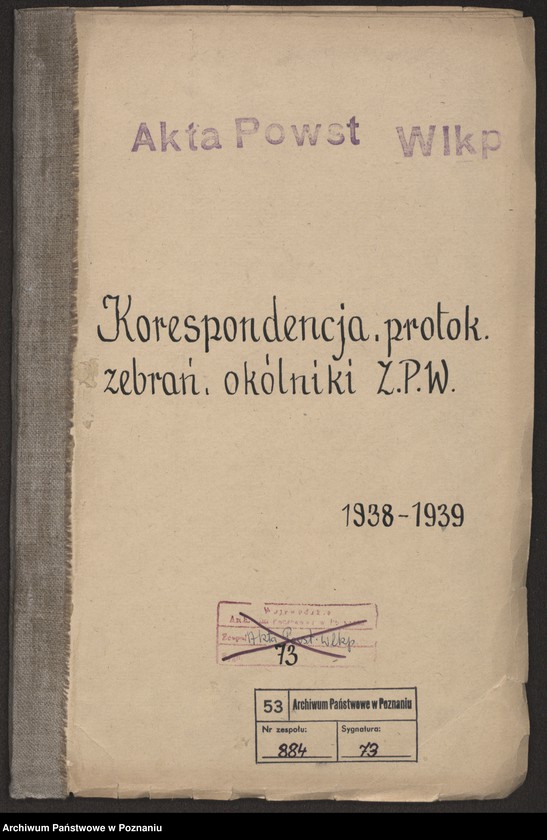 Akta Powst Wlkp
Korespondencja, protok.
zebrań, okólniki Z.P.W.
1938-1939
Akta Powst. Wlkp.
73
53 Archiwum Państwowe w Poznaniu
Nr zespołu: Sygnatura:
884 73
Archiwum Państwowe w Poznaniu